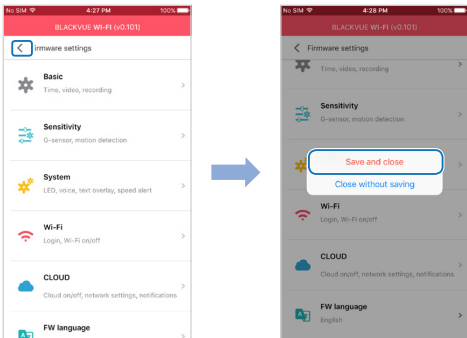 No SIM 4:27 PM 100%
BLACKVUE WI-FI (v0.101)
Firmware settings
Basic
Time, video, recording
Sensitivity
G-sensor, motion detection
System
LED, voice, text overlay, speed alert
Wi-Fi
Login, Wi-Fi on/off
CLOUD
Cloud on/off, network settings, notifications
FW language
No SIM 4:28 PM 100%
BLACKVUE WI-FI (v0.101)
Firmware settings
Time, video, recording
Sensitivity
G-sensor, motion detection
Save and close
Close without saving
Wi-Fi
Login, Wi-Fi on/off
CLOUD
Cloud on/off, network settings, notifications
FW language
English